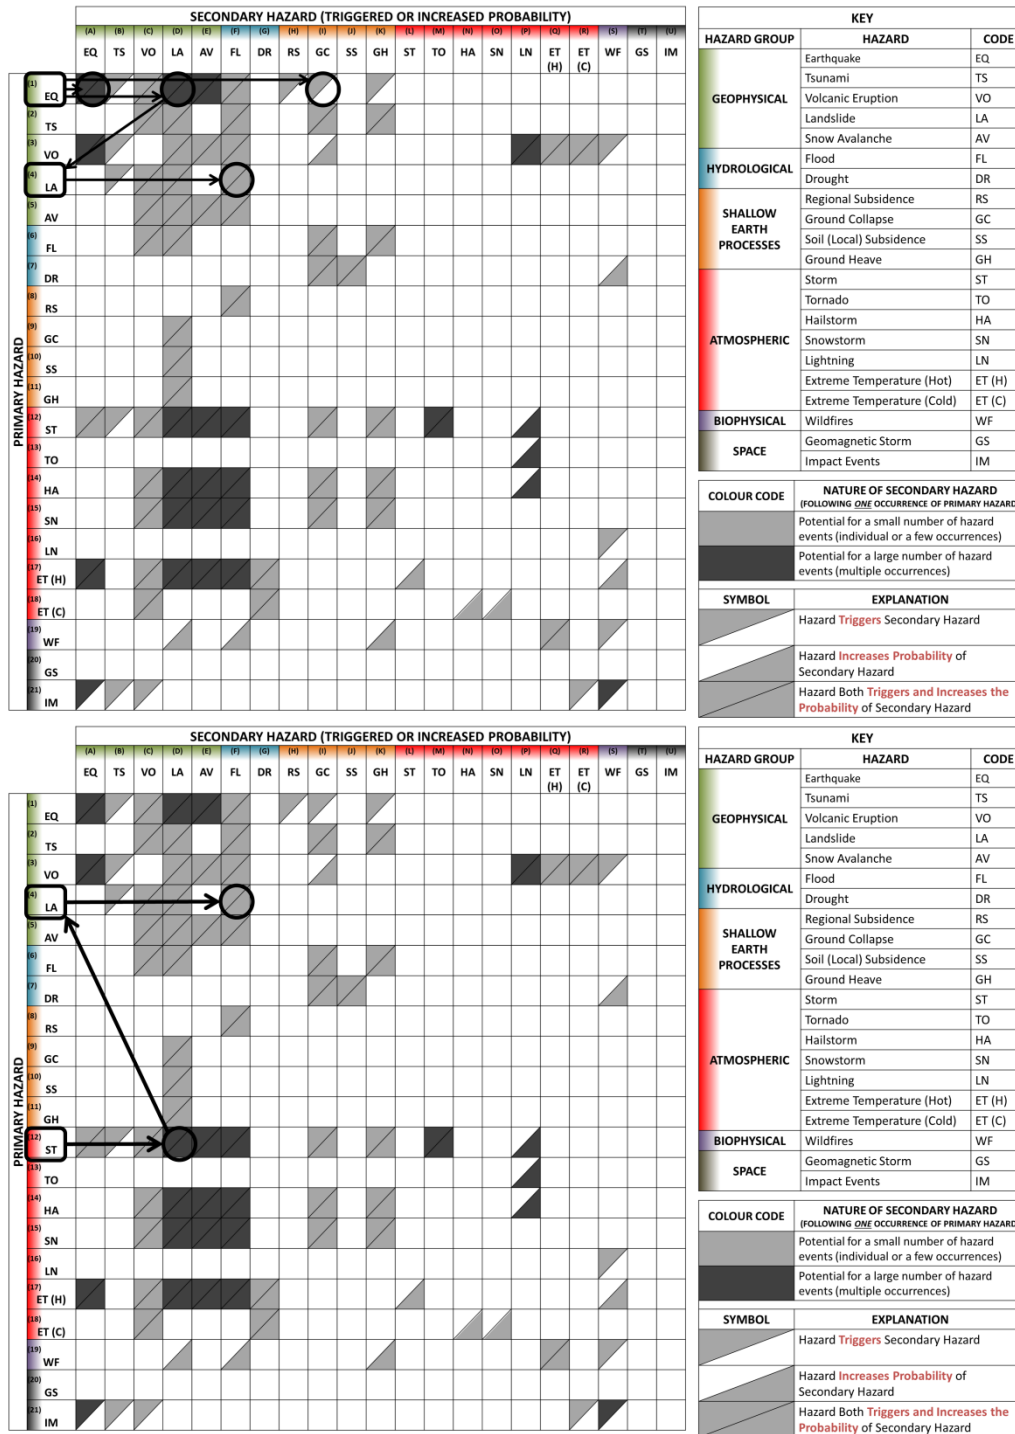 SECONDARY HAZARD (TRIGGERED OR INCREASED PROBABILITY)
(A) (B) (C) (D) (E) (F) (G) (H) (I) (J) (K) (L) (M) (N) (O) (P) (Q) (R) (S) (T) (U)
EQ TS VO LA AV FL DR RS GC SS GH ST TO HA SN LN ET (H) ET (C) WF GS IM
PRIMARY HAZARD
(1) EQ
(2) TS
(3) VO
(4) LA
(5) AV
(6) FL
(7) DR
(8) RS
(9) GC
(10) SS
(11) GH
(12) ST
(13) TO
(14) HA
(15) SN
(16) LN
(17) ET (H)
(18) ET (C)
(19) WF
(20) GS
(21) IM
KEY
HAZARD GROUP HAZARD CODE
GEOPHYSICAL
Earthquake EQ
Tsunami TS
Volcanic Eruption VO
Landslide LA
Snow Avalanche AV
HYDROLOGICAL
Flood FL
Drought DR
SHALLOW
EARTH
PROCESSES
Regional Subsidence RS
Ground Collapse GC
Soil (Local) Subsidence SS
Ground Heave GH
ATMOSPHERIC
Storm ST
Tornado TO
Hailstorm HA
Snowstorm SN
Lightning LN
Extreme Temperature (Hot) ET (H)
Extreme Temperature (Cold) ET (C)
BIOPHYSICAL Wildfires WF
SPACE
Geomagnetic Storm GS
Impact Events IM
COLOUR CODE NATURE OF SECONDARY HAZARD
(FOLLOWING ONE OCCURRENCE OF PRIMARY HAZARD
Potential for a small number of hazard
events (individual or a few occurrences)
Potential for a large number of hazard
events (multiple occurrences)
SYMBOL EXPLANATION
Hazard Triggers Secondary Hazard
Hazard Increases Probability of
Secondary Hazard
Hazard Both Triggers and Increases the
Probability of Secondary Hazard
SECONDARY HAZARD (TRIGGERED OR INCREASED PROBABILITY)
(A) (B) (C) (D) (E) (F) (G) (H) (I) (J) (K) (L) (M) (N) (O) (P) (Q) (R) (S) (T) (U)
EQ TS VO LA AV FL DR RS GC SS GH ST TO HA SN LN ET (H) ET (C) WF GS IM
PRIMARY HAZARD
(1) EQ
(2) TS
(3) VO
(4) LA
(5) AV
(6) FL
(7) DR
(8) RS
(9) GC
(10) SS
(11) GH
(12) ST
(13) TO
(14) HA
(15) SN
(16) LN
(17) ET (H)
(18) ET (C)
(19) WF
(20) GS
(21) IM
KEY
HAZARD GROUP HAZARD CODE
GEOPHYSICAL
Earthquake EQ
Tsunami TS
Volcanic Eruption VO
Landslide LA
Snow Avalanche AV
HYDROLOGICAL
Flood FL
Drought DR
SHALLOW
EARTH
PROCESSES
Regional Subsidence RS
Ground Collapse GC
Soil (Local) Subsidence SS
Ground Heave GH
ATMOSPHERIC
Storm ST
Tornado TO
Hailstorm HA
Snowstorm SN
Lightning LN
Extreme Temperature (Hot) ET (H)
Extreme Temperature (Cold) ET (C)
BIOPHYSICAL Wildfires WF
SPACE
Geomagnetic Storm GS
Impact Events IM
COLOUR CODE NATURE OF SECONDARY HAZARD
(FOLLOWING ONE OCCURRENCE OF PRIMARY HAZARD
Potential for a small number of hazard
events (individual or a few occurrences)
Potential for a large number of hazard
events (multiple occurrences)
SYMBOL EXPLANATION
Hazard Triggers Secondary Hazard
Hazard Increases Probability of
Secondary Hazard
Hazard Both Triggers and Increases the
Probability of Secondary Hazard